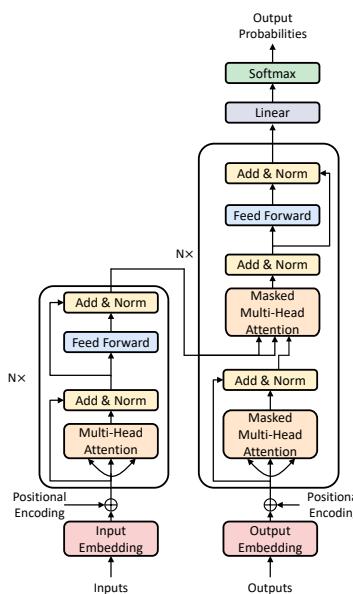 Output
Probabilities
Softmax
Linear
Add & Norm
Feed Forward
N×
Add & Norm
Masked
Multi-Head
Attention
Add & Norm
Masked
Multi-Head
Attention
Positional
Encoding
Output
Embedding
Outputs
Add & Norm
Feed Forward
N×
Add & Norm
Multi-Head
Attention
Positional
Encoding
Input
Embedding
Inputs